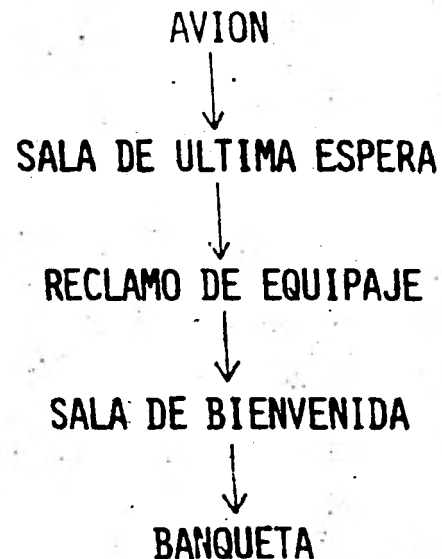 AVION
SALA DE ULTIMA ESPERA
RECLAMO DE EQUIPAJE
SALA DE BIENVENIDA
BANQUETA